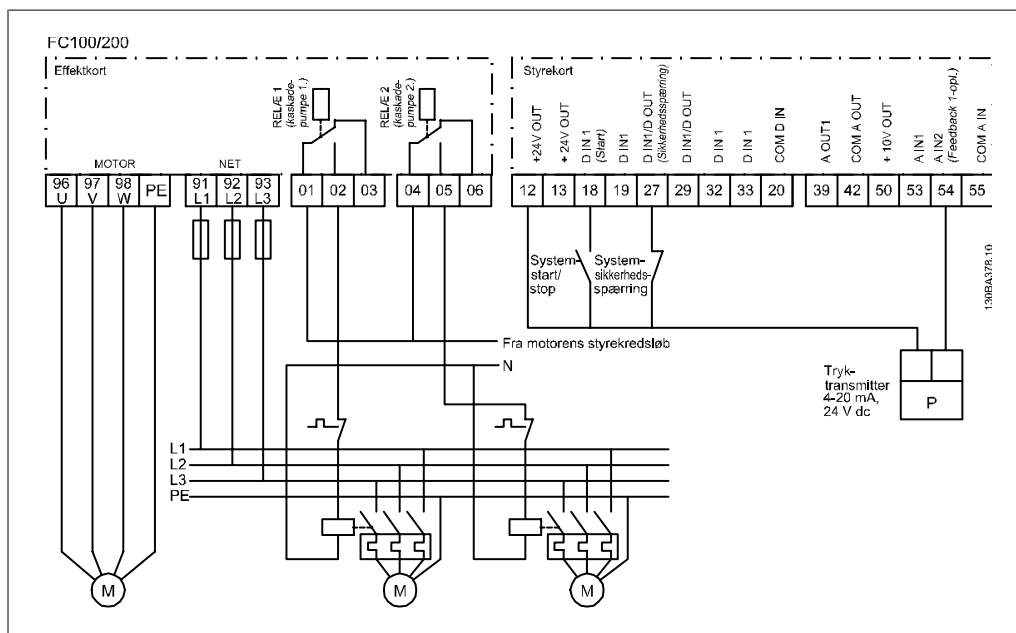 FC100/200
Effektkort
Styrekort
RELÆ 1
(kaskade-
pumpe 1.)
RELÆ 2
(kaskade-
pumpe 2.)
+24V OUT
+ 24V OUT
D IN 1
(Start)
D IN1
D IN1/D OUT
(Sikkerhedsspærring)
D IN1/D OUT
D IN 1
D IN 1
COM D IN
A OUT1
COM A OUT
+ 10V OUT
A IN1
A IN2
(Feedback 1-opl.)
COM A IN
MOTOR
NET
96 97 98 PE
U V W
91 92 93
L1 L2 L3
01 02 03
04 05 06
12 13 18 19 27 29 32 33 20
39 42 50 53 54 55
System-
start/
stop
System-
sikkerheds-
spærring
130BA378.10
Fra motorens styrekredsløb
N
Tryk-
transmitter
4-20 mA,
24 V dc
P
L1
L2
L3
PE
M
M
M